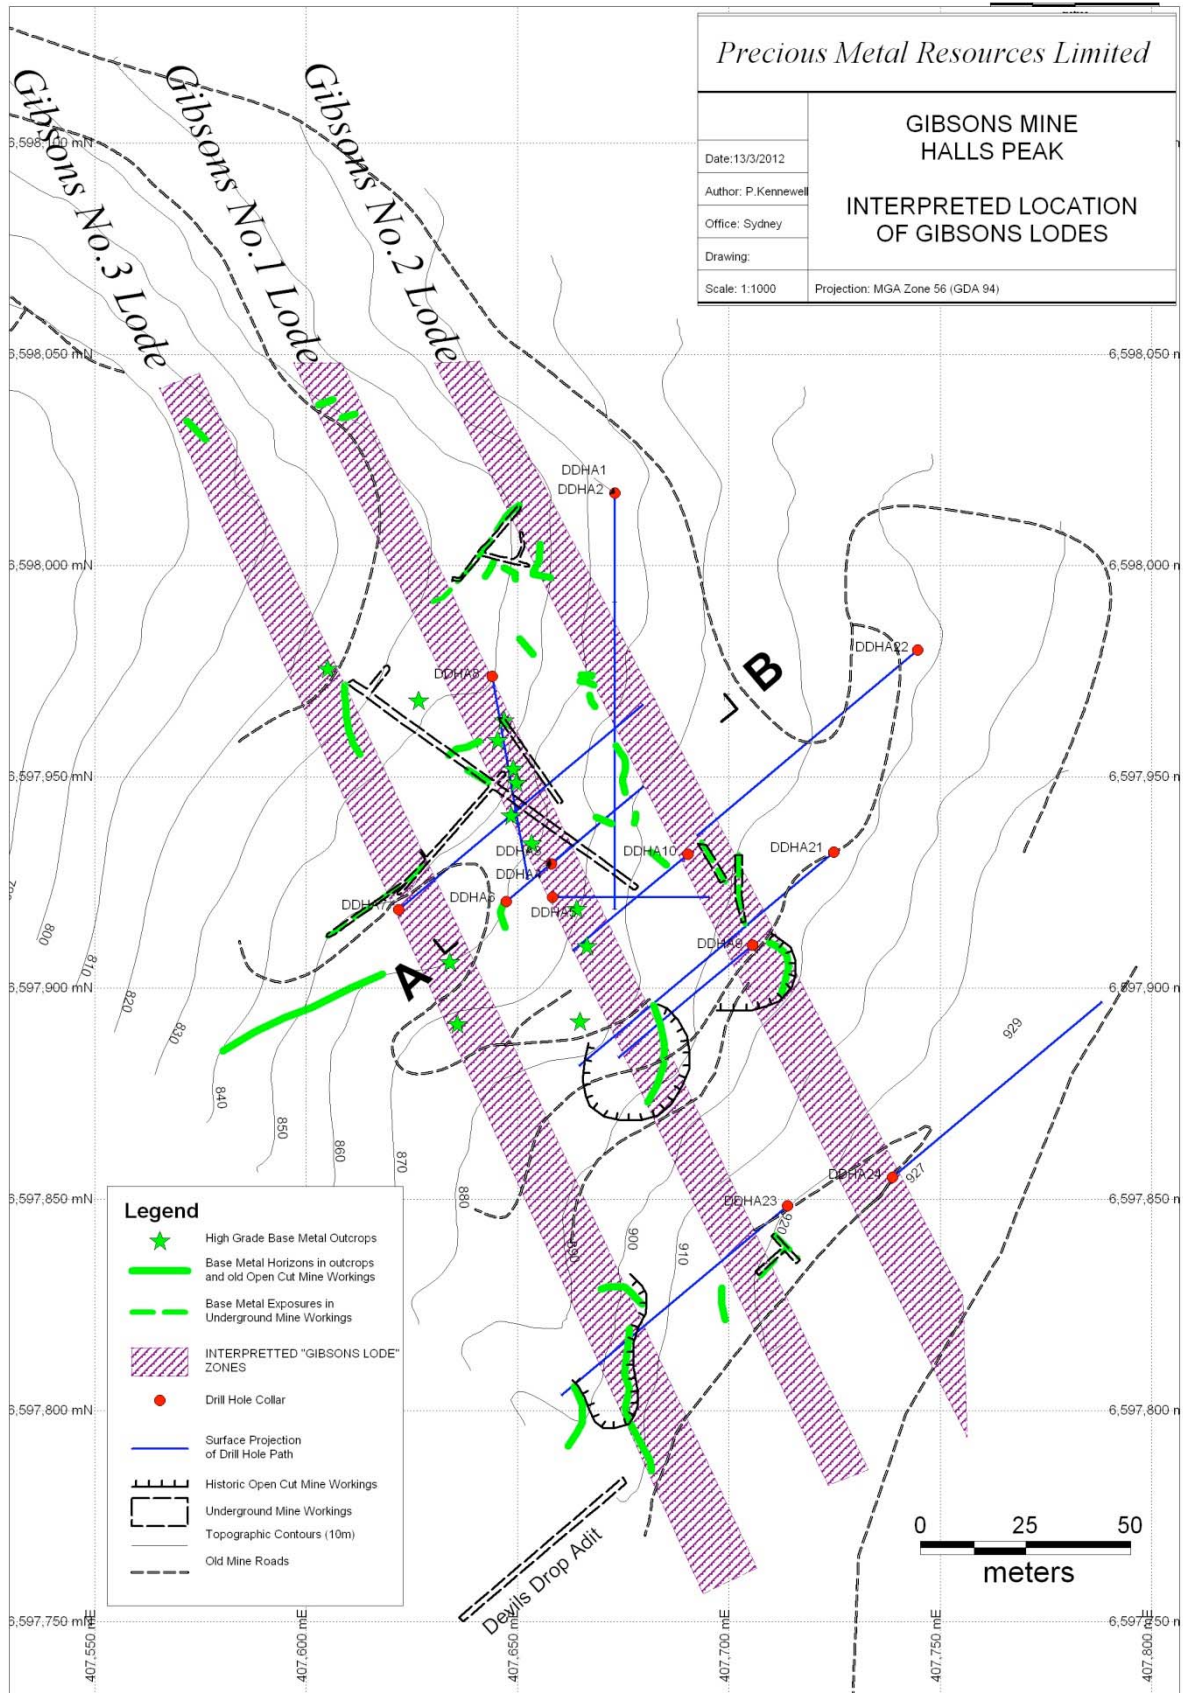 Precious Metal Resources Limited
GIBSONS MINE
HALLS PEAK
INTERPRETED LOCATION
OF GIBSONS LODES
Date:13/3/2012
Author: P.Kennewell
Office: Sydney
Drawing:
Scale: 1:1000
Projection: MGA Zone 56 (GDA 94)
Gibsons No.3 Lode
Gibsons No.1 Lode
Gibsons No.2 Lode
6,598,050 mN
6,598,050 m
6,598,000 mN
6,598,000 m
6,597,950 mN
6,597,950 m
6,597,900 mN
6,597,900 m
6,597,850 mN
6,597,850 m
6,597,800 mN
6,597,800 m
6,597,750 mN
DDHA1
DDHA2
DDHA22
B
DDHA8
DDHA10
DDHA21
DDHA4
DDHA6
DDHA7
DDHA9
A
800
810
820
830
840
850
860
870
880
890
900
910
920
927
929
DDHA24
DDHA23
Legend
High Grade Base Metal Outcrops
Base Metal Horizons in outcrops
and old Open Cut Mine Workings
Base Metal Exposures in
Underground Mine Workings
INTERPRETTED "GIBSONS LODE"
ZONES
Drill Hole Collar
Surface Projection
of Drill Hole Path
Historic Open Cut Mine Workings
Underground Mine Workings
Topographic Contours (10m)
Old Mine Roads
Devils Drop Adit
0 25 50
meters
407,550 mE
407,600 mE
407,650 mE
407,700 mE
407,750 mE
407,800 mE